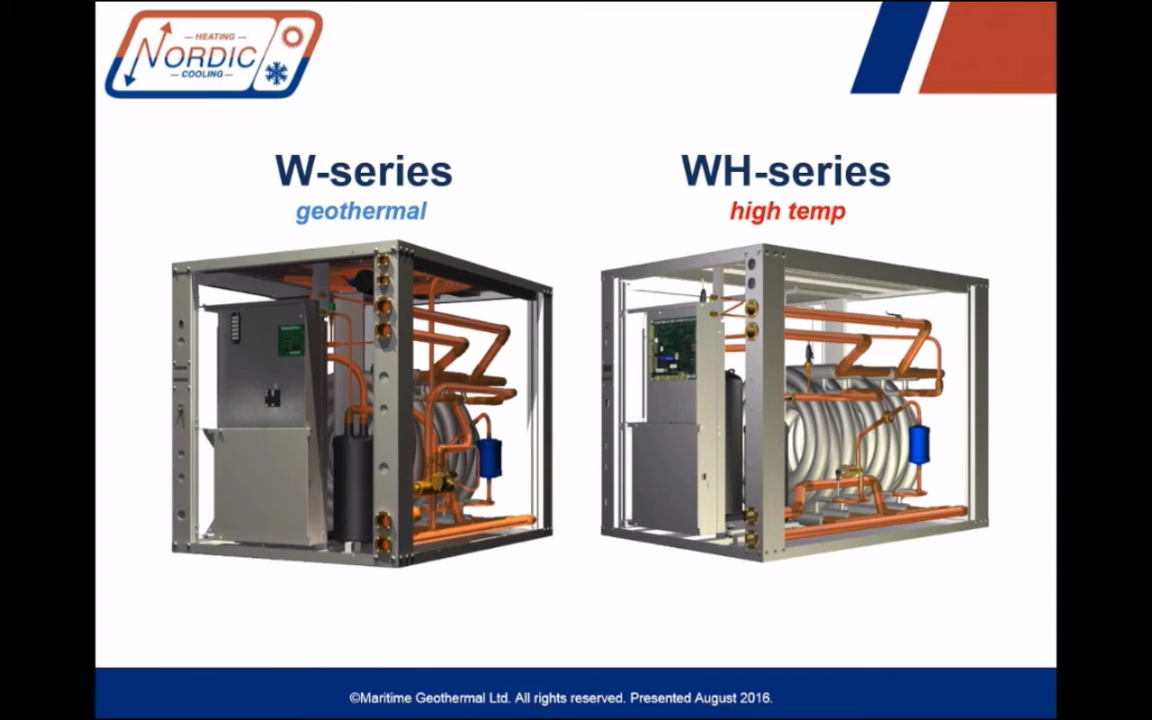 — HEATING —
NORDIC
— COOLING —
W-series
geothermal
WH-series
high temp
©Maritime Geothermal Ltd. All rights reserved. Presented August 2016.